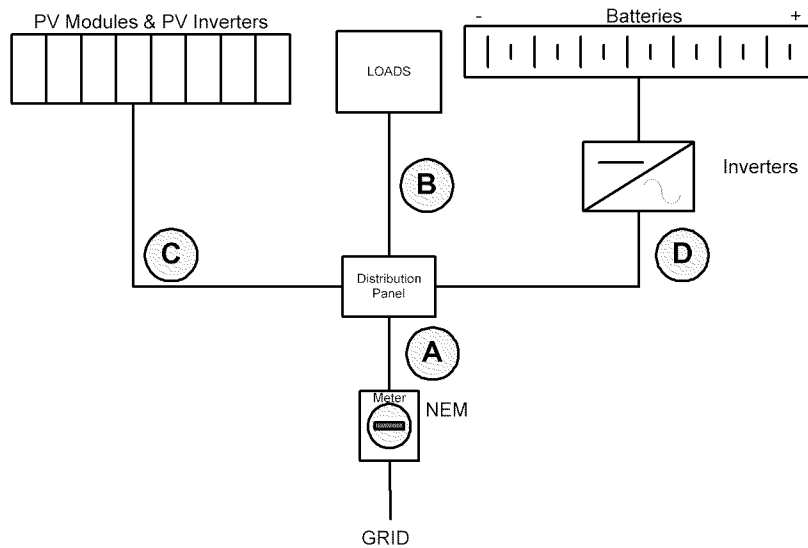 PV Modules & PV Inverters
Batteries
- +
LOADS
B
Inverters
C
D
Distribution
Panel
A
Meter
NEM
GRID